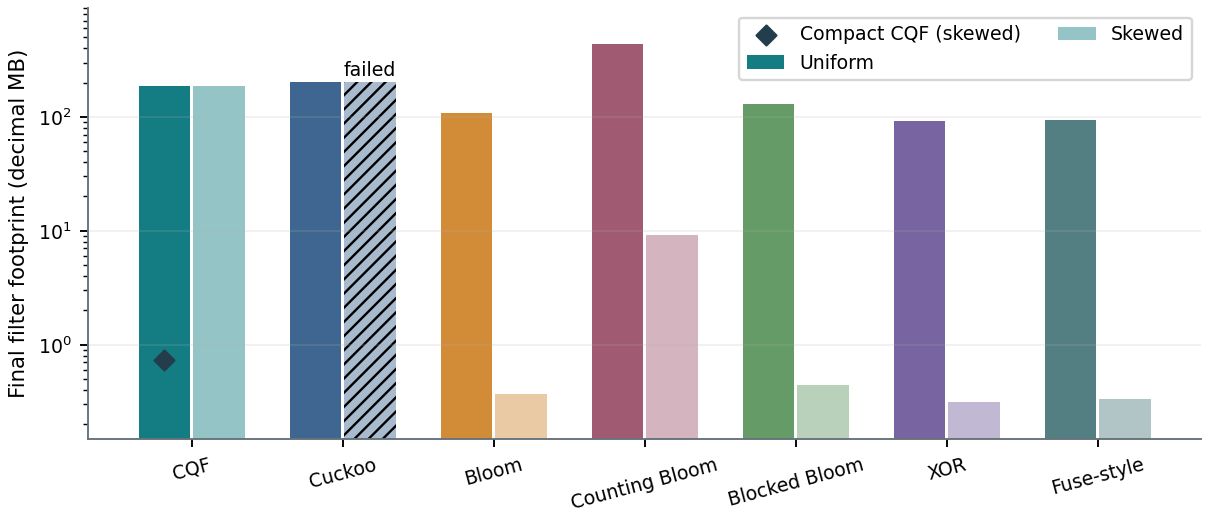 Final filter footprint (decimal MB)
10²
10¹
10⁰
failed
Compact CQF (skewed)
Uniform
Skewed
CQF
Cuckoo
Bloom
Counting Bloom
Blocked Bloom
XOR
Fuse-style